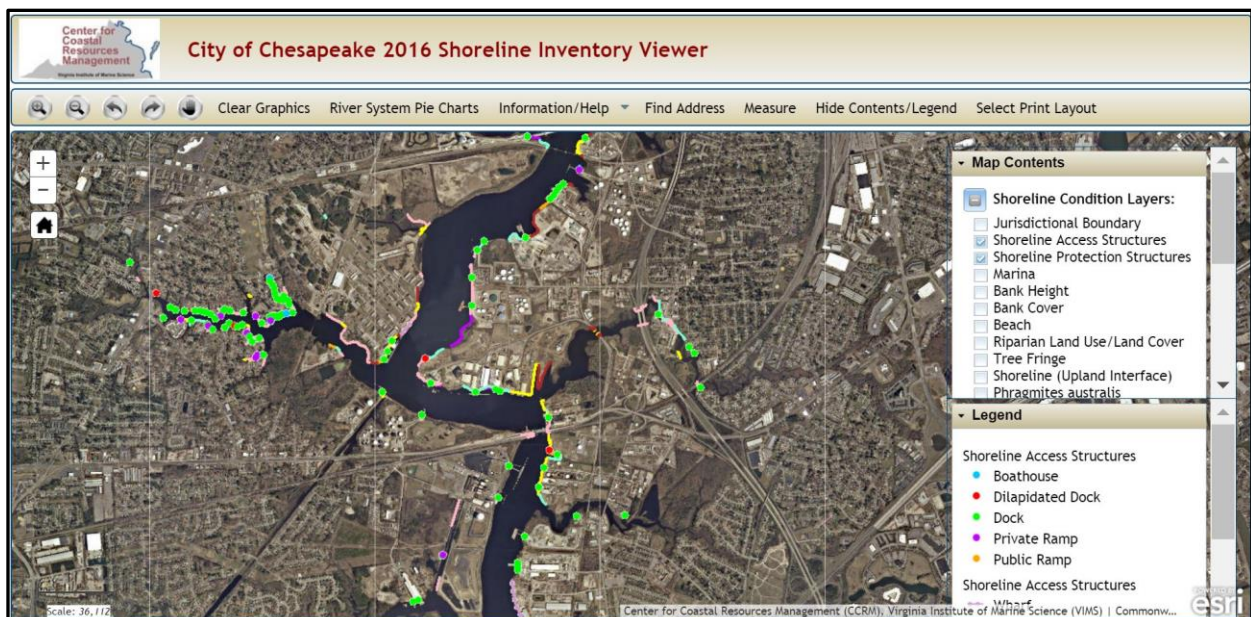 Center for
Coastal
Resources
Management
Virginia Institute of Marine Science
City of Chesapeake 2016 Shoreline Inventory Viewer
Clear Graphics River System Pie Charts Information/Help Find Address Measure Hide Contents/Legend Select Print Layout
+
−
Map Contents
Shoreline Condition Layers:
Jurisdictional Boundary
Shoreline Access Structures
Shoreline Protection Structures
Marina
Bank Height
Bank Cover
Beach
Riparian Land Use/Land Cover
Tree Fringe
Shoreline (Upland Interface)
Phragmites australis
Legend
Shoreline Access Structures
Boathouse
Dilapidated Dock
Dock
Private Ramp
Public Ramp
Shoreline Access Structures
Wharf
Scale: 36,112
Center for Coastal Resources Management (CCRM), Virginia Institute of Marine Science (VIMS) | Commonw...
esri